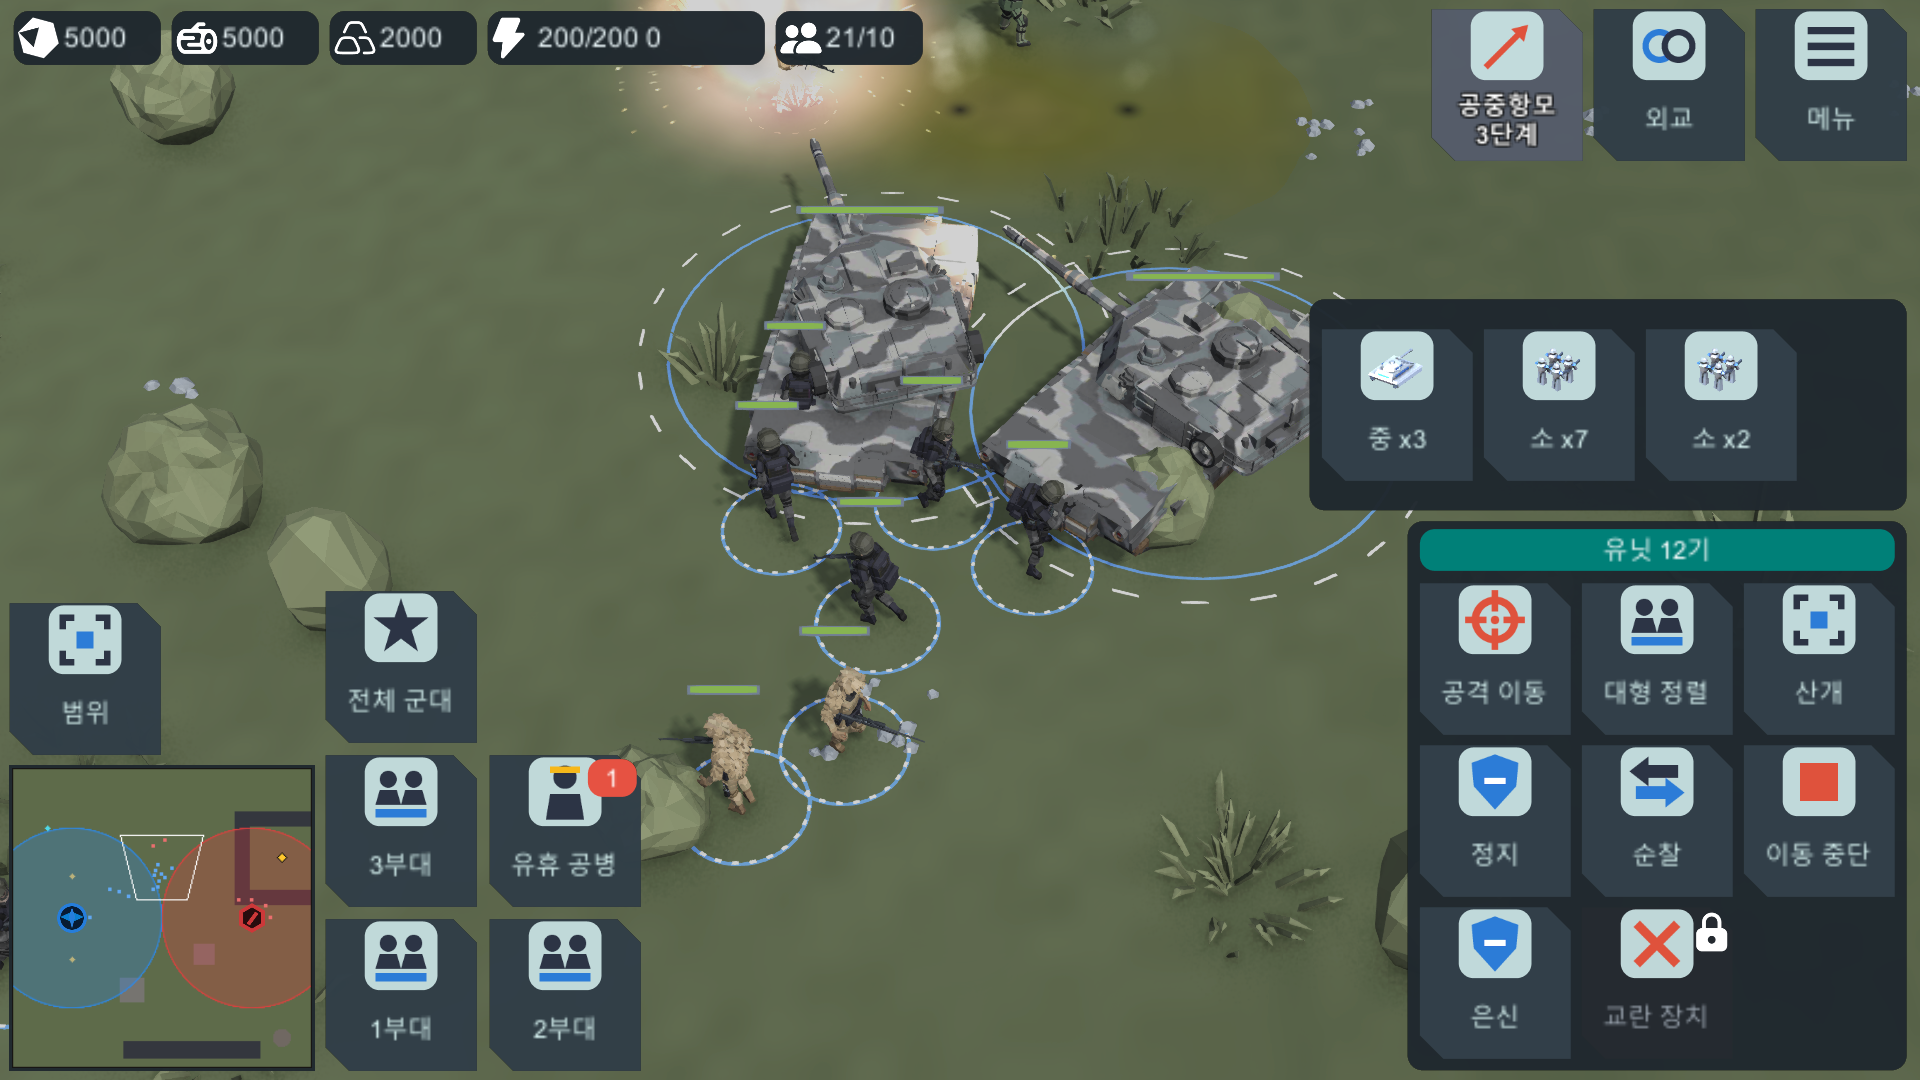 5000
5000
2000
200/200 0
21/10
공중항모
3단계
외교
메뉴
중 x3
소 x7
소 x2
유닛 12기
공격 이동
대형 정렬
산개
정지
순찰
이동 중단
은신
교란 장치
범위
전체 군대
3부대
유휴 공병
1
1부대
2부대